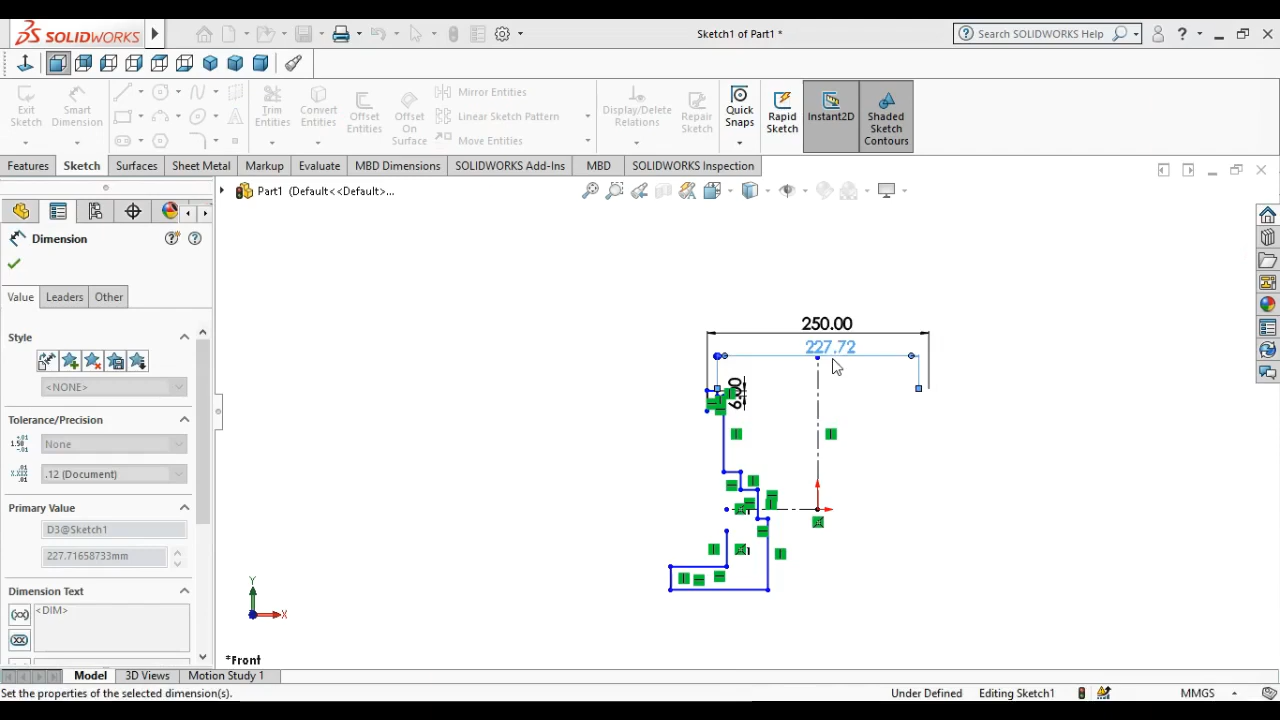 SOLIDWORKS
Sketch1 of Part1 *
Search SOLIDWORKS Help
Exit Sketch
Smart Dimension
Trim Entities
Convert Entities
Offset Entities
Offset On Surface
Mirror Entities
Linear Sketch Pattern
Move Entities
Display/Delete Relations
Repair Sketch
Quick Snaps
Rapid Sketch
Instant2D
Shaded Sketch Contours
Features
Sketch
Surfaces
Sheet Metal
Markup
Evaluate
MBD Dimensions
SOLIDWORKS Add-Ins
MBD
SOLIDWORKS Inspection
Part1 (Default<<Default>...
Dimension
Value
Leaders
Other
Style
<NONE>
Tolerance/Precision
None
.12 (Document)
Primary Value
D3@Sketch1
227.71658733mm
Dimension Text
<DIM>
250.00
227.72
6.00
Y
X
*Front
Model
3D Views
Motion Study 1
Set the properties of the selected dimension(s).
Under Defined
Editing Sketch1
MMGS